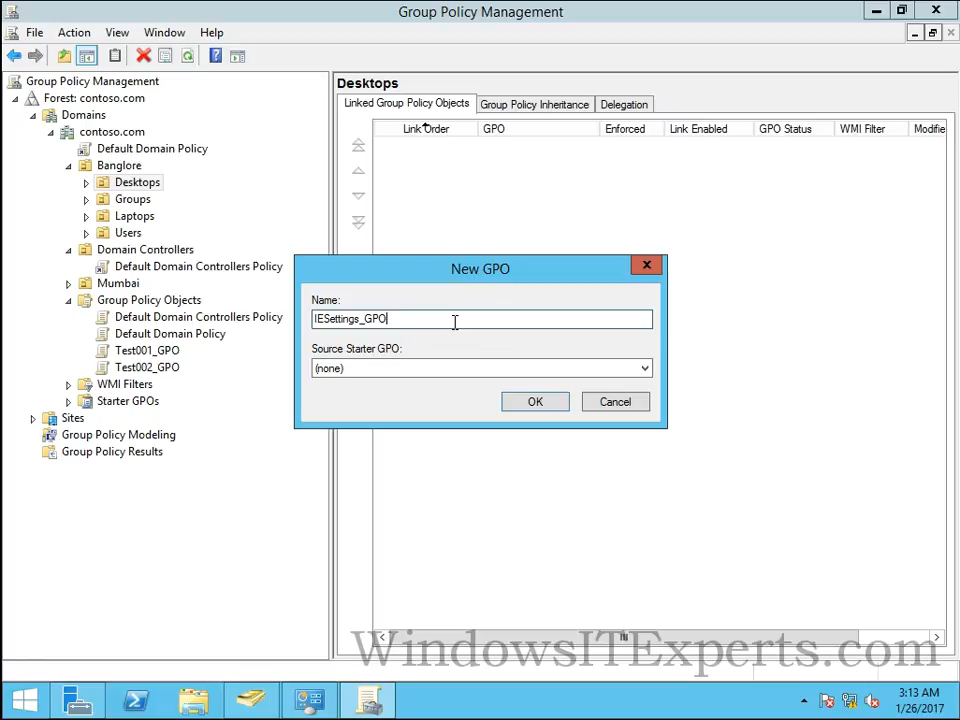 Group Policy Management
File Action View Window Help
Group Policy Management
Forest: contoso.com
Domains
contoso.com
Default Domain Policy
Banglore
Desktops
Groups
Laptops
Users
Domain Controllers
Default Domain Controllers Policy
Mumbai
Group Policy Objects
Default Domain Controllers Policy
Default Domain Policy
Test001_GPO
Test002_GPO
WMI Filters
Starter GPOs
Sites
Group Policy Modeling
Group Policy Results
Desktops
Linked Group Policy Objects Group Policy Inheritance Delegation
Link Order GPO Enforced Link Enabled GPO Status WMI Filter Modifie
New GPO
Name:
IESettings_GPO
Source Starter GPO:
(none)
OK Cancel
WindowsITExperts.com
3:13 AM
1/26/2017